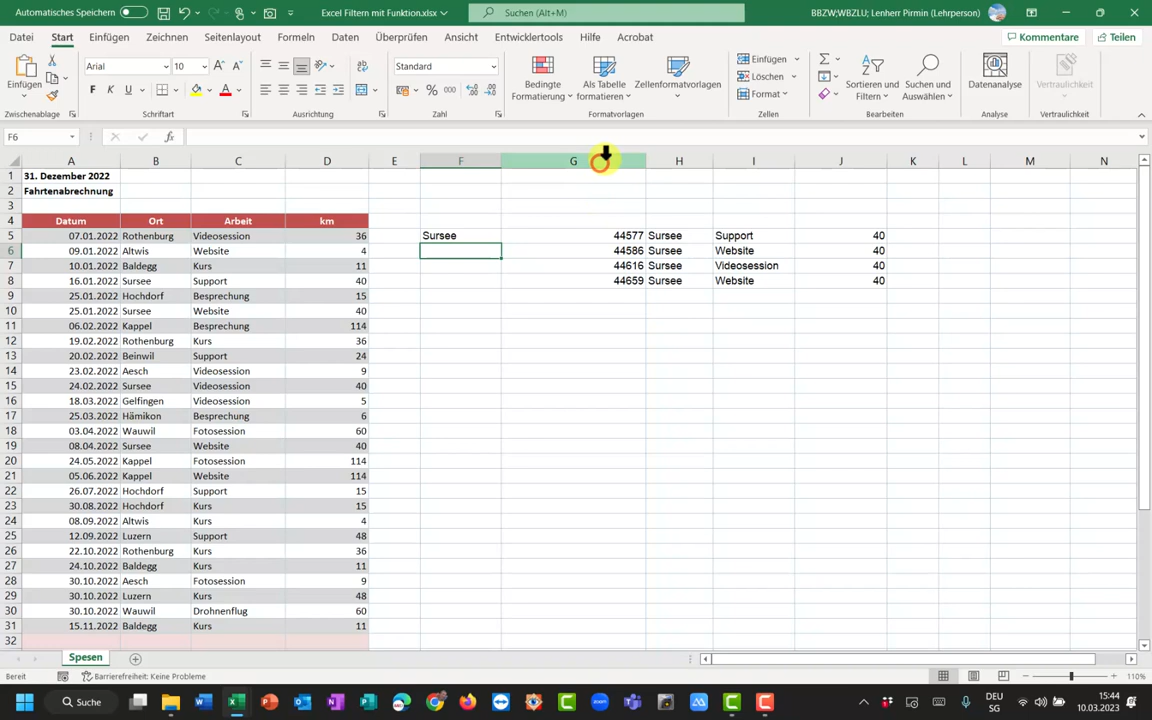 Automatisches Speichern
Excel Filtern mit Funktion.xlsx
Suchen (Alt+M)
BBZW;WBZLU; Lenherr Pirmin (Lehrperson)
Datei Start Einfügen Zeichnen Seitenlayout Formeln Daten Überprüfen Ansicht Entwicklertools Hilfe Acrobat Kommentare Teilen
Einfügen
Arial 10
F K U
Standard
Bedingte Formatierung
Als Tabelle formatieren
Zellenformatvorlagen
Einfügen
Löschen
Format
Sortieren und Filtern
Suchen und Auswählen
Datenanalyse
Vertraulichkeit
Zwischenablage Schriftart Ausrichtung Zahl Formatvorlagen Zellen Bearbeiten Analyse Vertraulichkeit
F6
A B C D E F G H I J K L M N
1 31. Dezember 2022
2 Fahrtenabrechnung
3
4 Datum Ort Arbeit km
5 07.01.2022 Rothenburg Videosession 36 Sursee 44577 Sursee Support 40
6 09.01.2022 Altwis Website 4 44586 Sursee Website 40
7 10.01.2022 Baldegg Kurs 11 44616 Sursee Videosession 40
8 16.01.2022 Sursee Support 40 44659 Sursee Website 40
9 25.01.2022 Hochdorf Besprechung 15
10 25.01.2022 Sursee Website 40
11 06.02.2022 Kappel Besprechung 114
12 19.02.2022 Rothenburg Kurs 36
13 20.02.2022 Beinwil Support 24
14 23.02.2022 Aesch Videosession 9
15 24.02.2022 Sursee Videosession 40
16 18.03.2022 Gelfingen Videosession 5
17 25.03.2022 Hämikon Besprechung 6
18 03.04.2022 Wauwil Fotosession 60
19 08.04.2022 Sursee Website 40
20 24.05.2022 Kappel Fotosession 114
21 05.06.2022 Kappel Website 114
22 26.07.2022 Hochdorf Support 15
23 30.08.2022 Hochdorf Kurs 15
24 08.09.2022 Altwis Kurs 4
25 12.09.2022 Luzern Support 48
26 22.10.2022 Rothenburg Kurs 36
27 24.10.2022 Baldegg Kurs 11
28 30.10.2022 Aesch Fotosession 9
29 30.10.2022 Luzern Kurs 48
30 30.10.2022 Wauwil Drohnenflug 60
31 15.11.2022 Baldegg Kurs 11
32
Spesen
Bereit Barrierefreiheit: Keine Probleme 110%
Suche
DEU 15:44
SG 10.03.2023